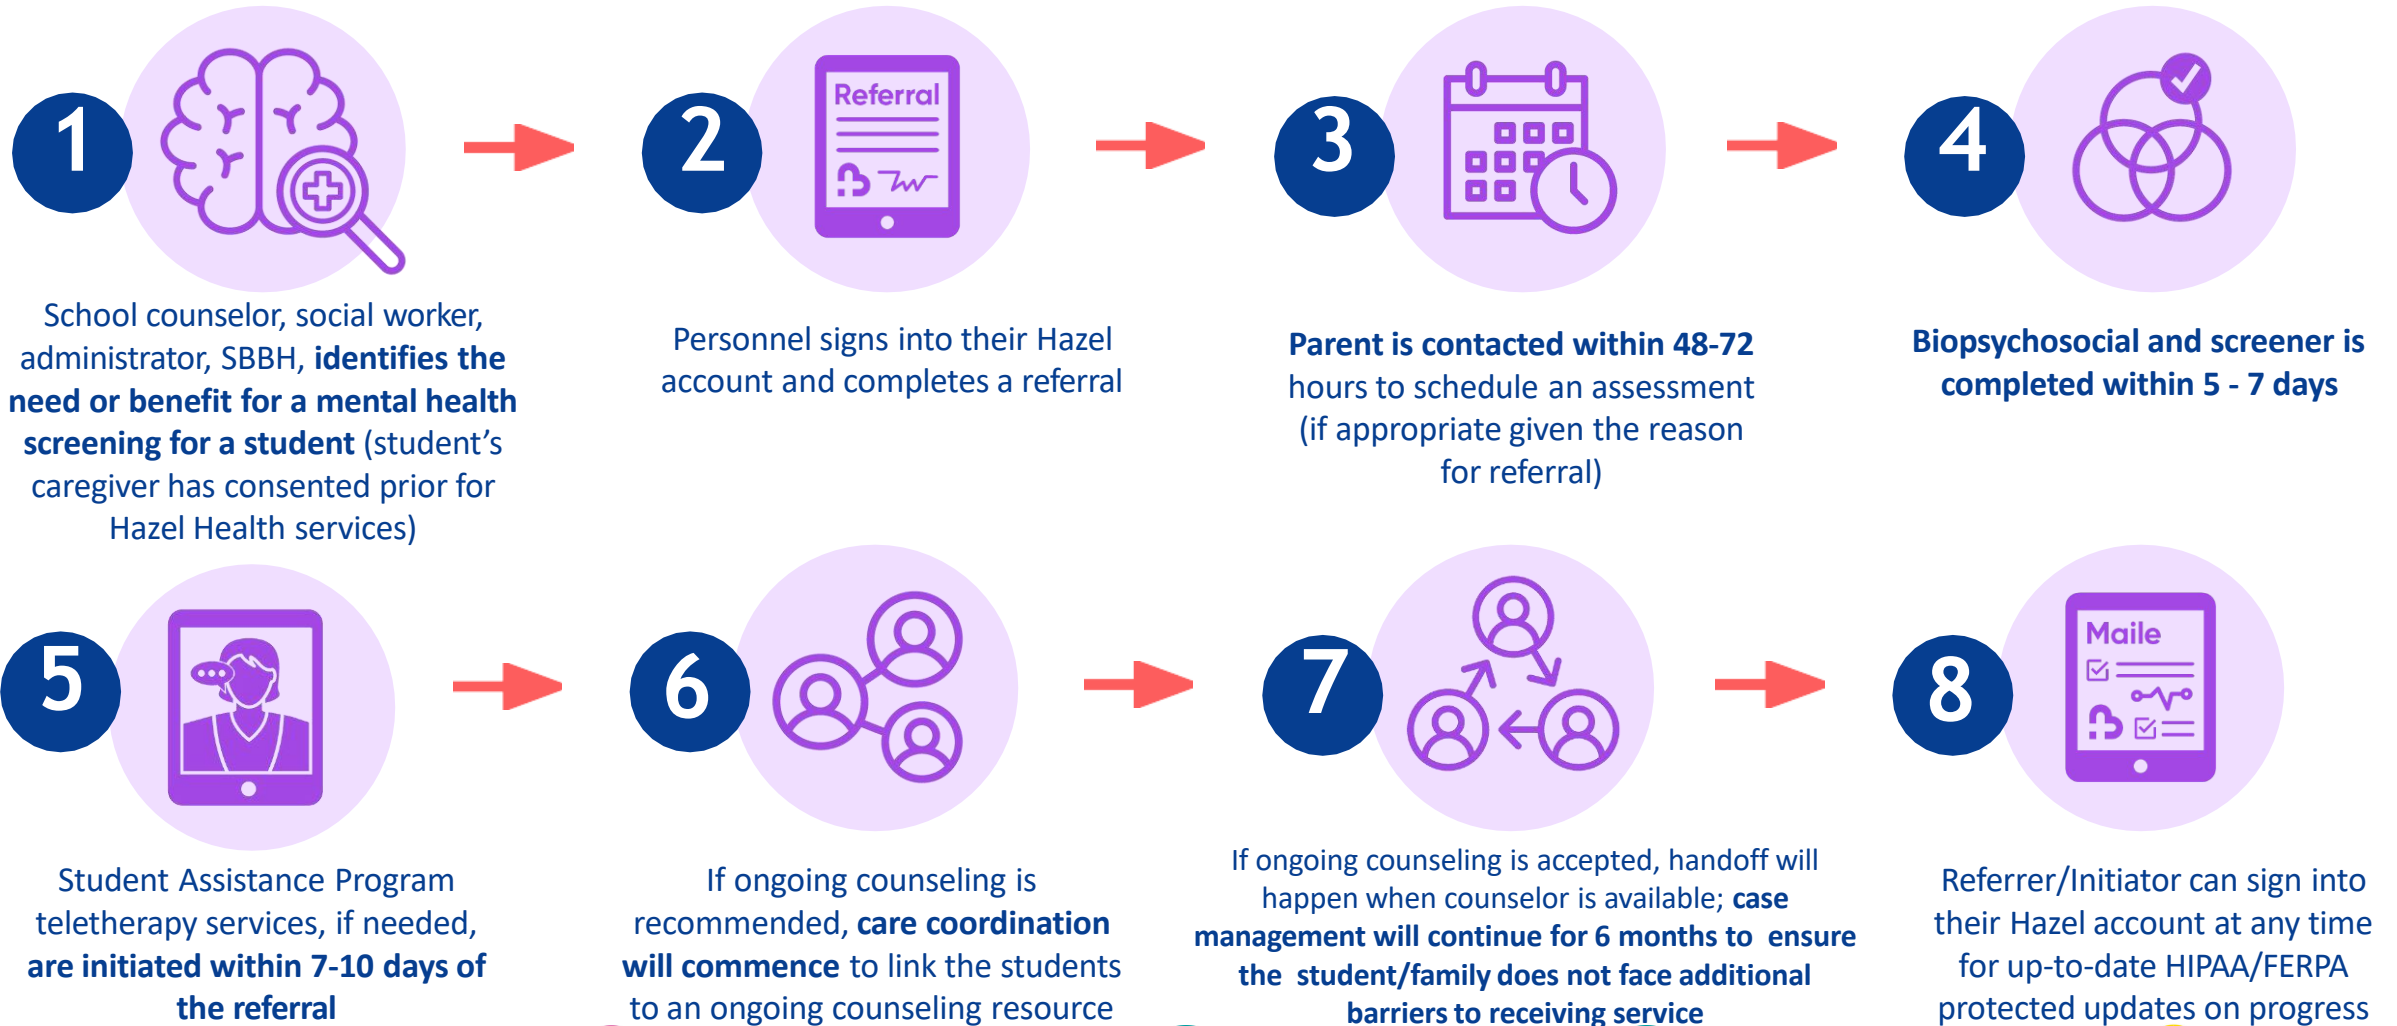 1
School counselor, social worker,
administrator, SBBH, identifies the
need or benefit for a mental health
screening for a student (student’s
caregiver has consented prior for
Hazel Health services)
2
Referral
Personnel signs into their Hazel
account and completes a referral
3
Parent is contacted within 48-72
hours to schedule an assessment
(if appropriate given the reason
for referral)
4
Biopsychosocial and screener is
completed within 5 - 7 days
5
Student Assistance Program
teletherapy services, if needed,
are initiated within 7-10 days of
the referral
6
If ongoing counseling is
recommended, care coordination
will commence to link the students
to an ongoing counseling resource
7
If ongoing counseling is accepted, handoff will
happen when counselor is available; case
management will continue for 6 months to ensure
the student/family does not face additional
barriers to receiving service
8
Maile
Referrer/Initiator can sign into
their Hazel account at any time
for up-to-date HIPAA/FERPA
protected updates on progress